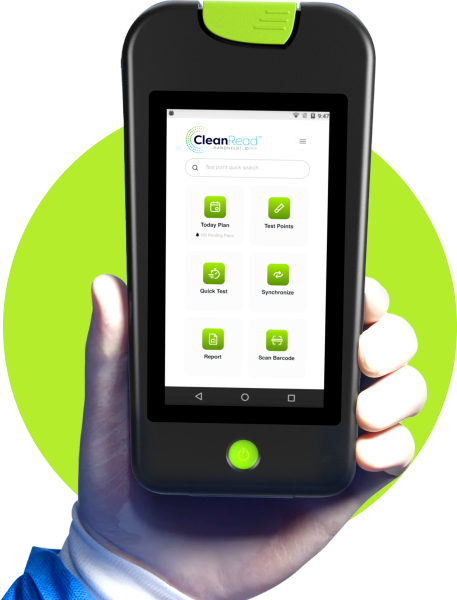 9:47
CleanRead™
Test point quick search
Today Plan
Test Points
No Pending Plans
Quick Test
Synchronize
Report
Scan Barcode